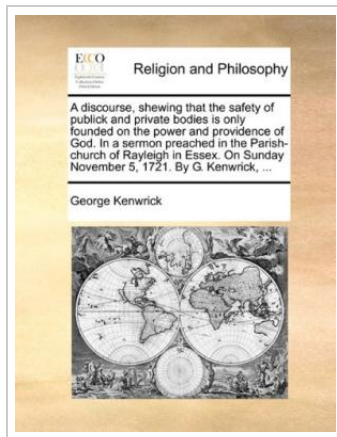 ECCO
Religion and Philosophy
A discourse, shewing that the safety of
publick and private bodies is only
founded on the power and providence of
God. In a sermon preached in the Parish-
church of Rayleigh in Essex. On Sunday
November 5, 1721. By G. Kenwrick, ...
George Kenwrick